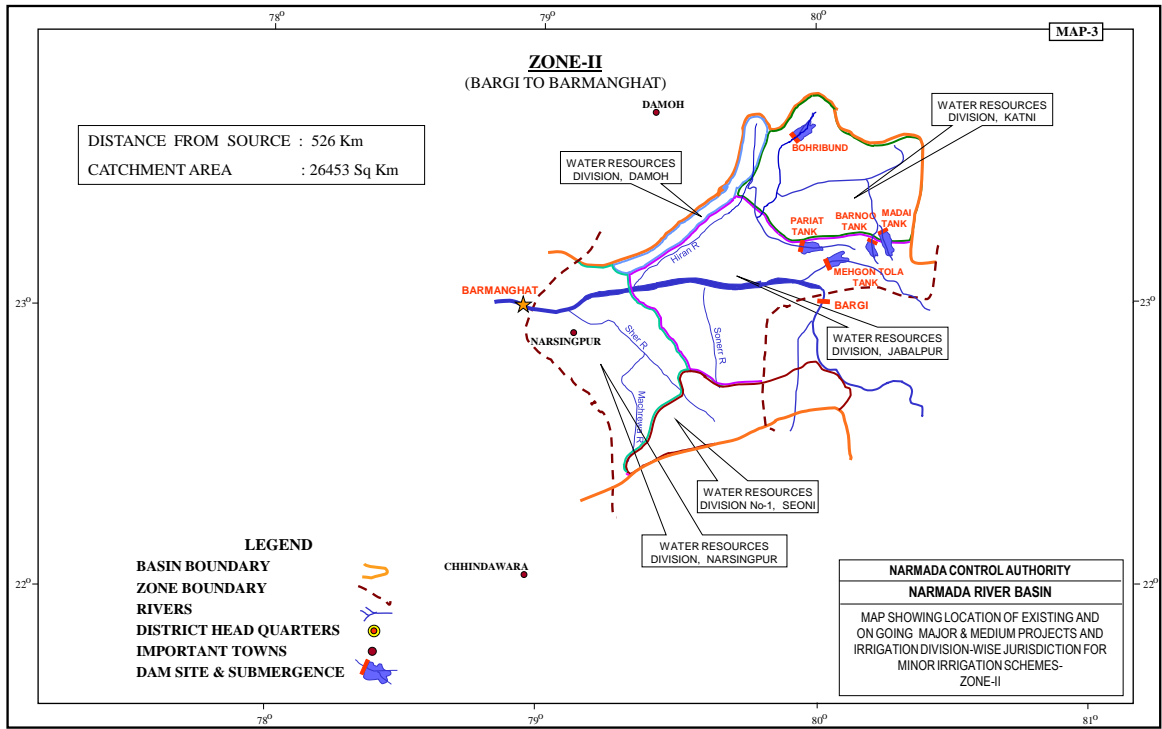 78°
79°
80°
MAP-3
ZONE-II
(BARGI TO BARMANGHAT)
DAMOH
WATER RESOURCES
DIVISION, KATNI
DISTANCE FROM SOURCE : 526 Km
CATCHMENT AREA : 26453 Sq Km
BOHRIBUND
WATER RESOURCES
DIVISION, DAMOH
PARIAT
TANK
BARNOO
TANK
MADAI
TANK
Hiran R
MEHGON TOLA
TANK
BARMANGHAT
23°
23°
BARGI
NARSINGPUR
Sher R
Sonerr R
WATER RESOURCES
DIVISION, JABALPUR
Machrewa R
WATER RESOURCES
DIVISION No-1, SEONI
WATER RESOURCES
DIVISION, NARSINGPUR
CHHINDAWARA
22°
22°
LEGEND
BASIN BOUNDARY
ZONE BOUNDARY
RIVERS
DISTRICT HEAD QUARTERS
IMPORTANT TOWNS
DAM SITE & SUBMERGENCE
NARMADA CONTROL AUTHORITY
NARMADA RIVER BASIN
MAP SHOWING LOCATION OF EXISTING AND
ON GOING MAJOR & MEDIUM PROJECTS AND
IRRIGATION DIVISION-WISE JURISDICTION FOR
MINOR IRRIGATION SCHEMES-
ZONE-II
78°
79°
80°
81°